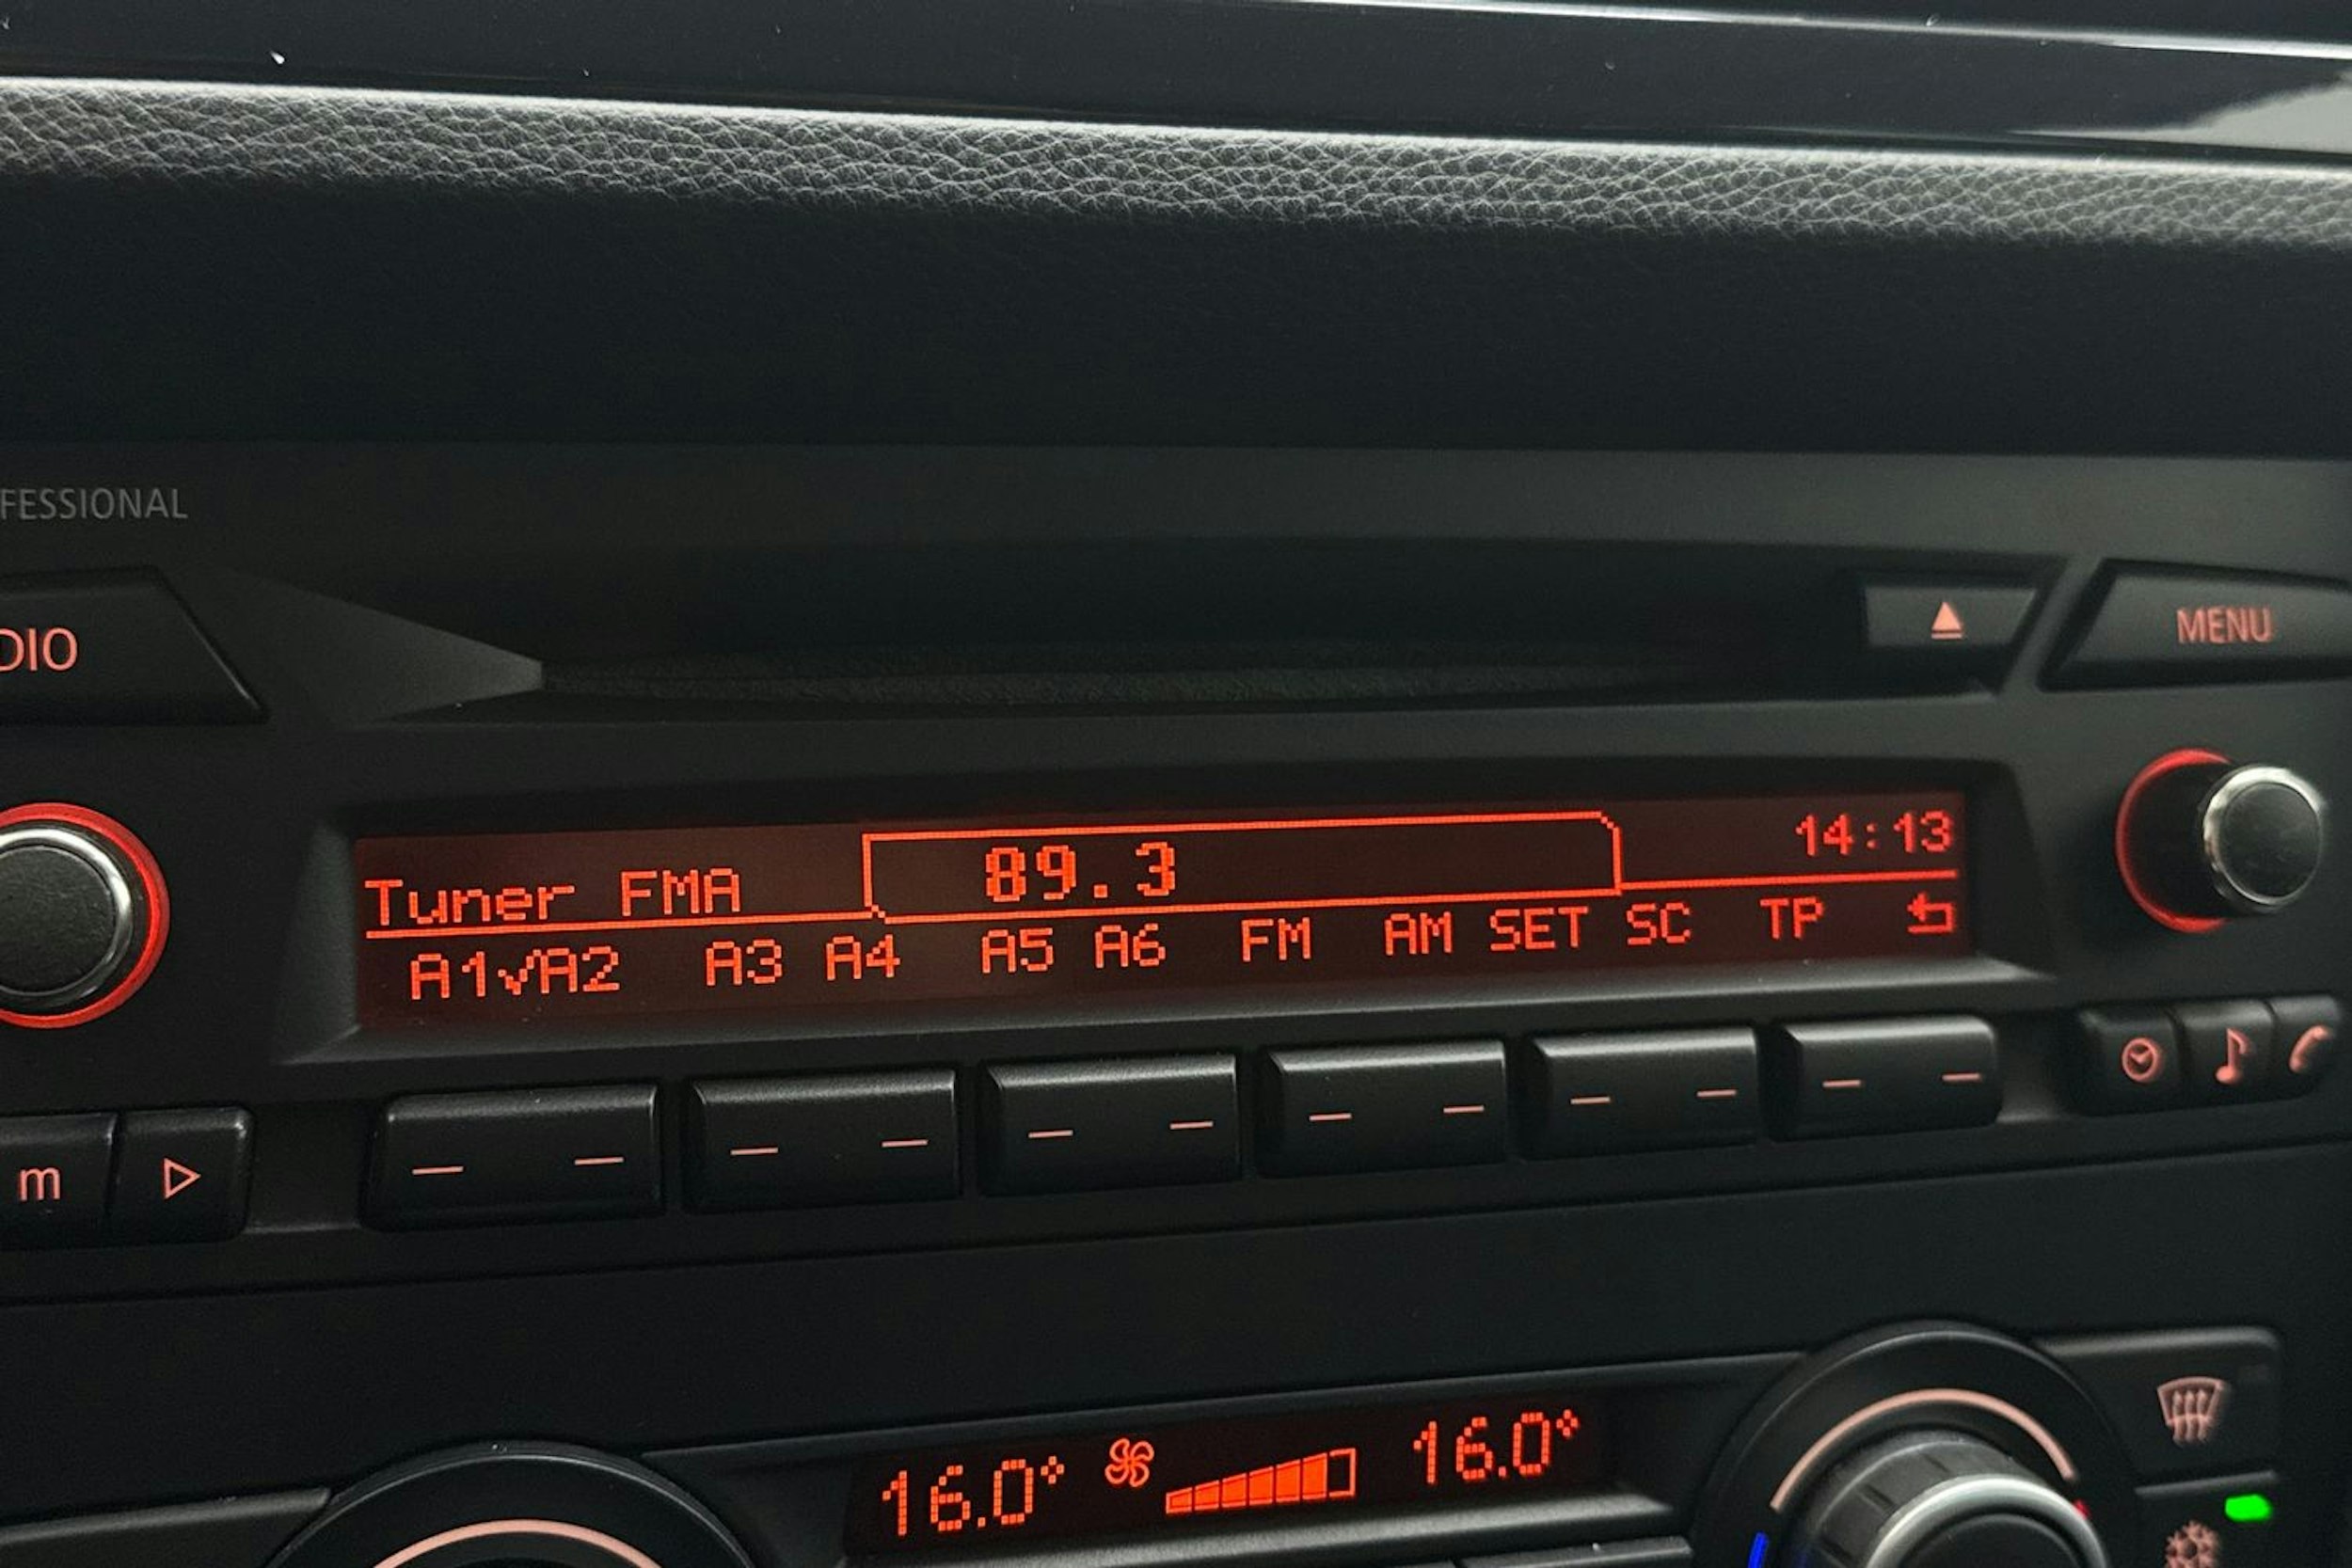 FESSIONAL
DIO
MENU
14:13
Tuner FMA 89.3
A1√A2 A3 A4 A5 A6 FM AM SET SC TP
m
16.0° 16.0°